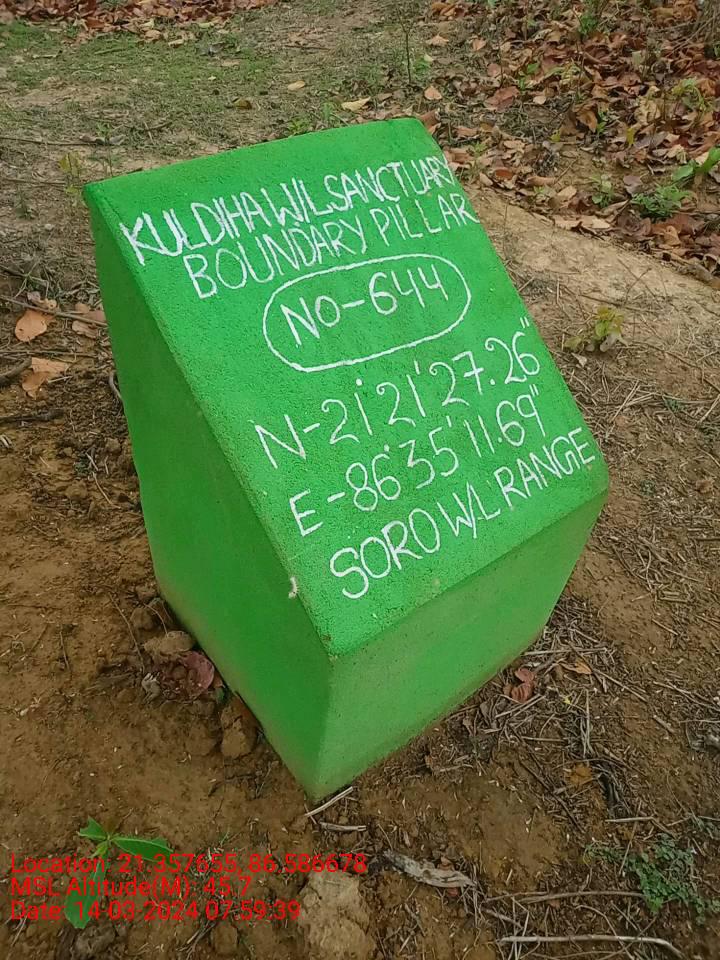 KULDIHA W/L SANCTUARY
BOUNDARY PILLAR
NO-644
N-21°21'27.26"
E-86°35'11.69"
SORO W/L RANGE
Location: 21.357655, 86.586678
MSL Altitude(M): 45.7
Date: 14-03-2024 07:59:39